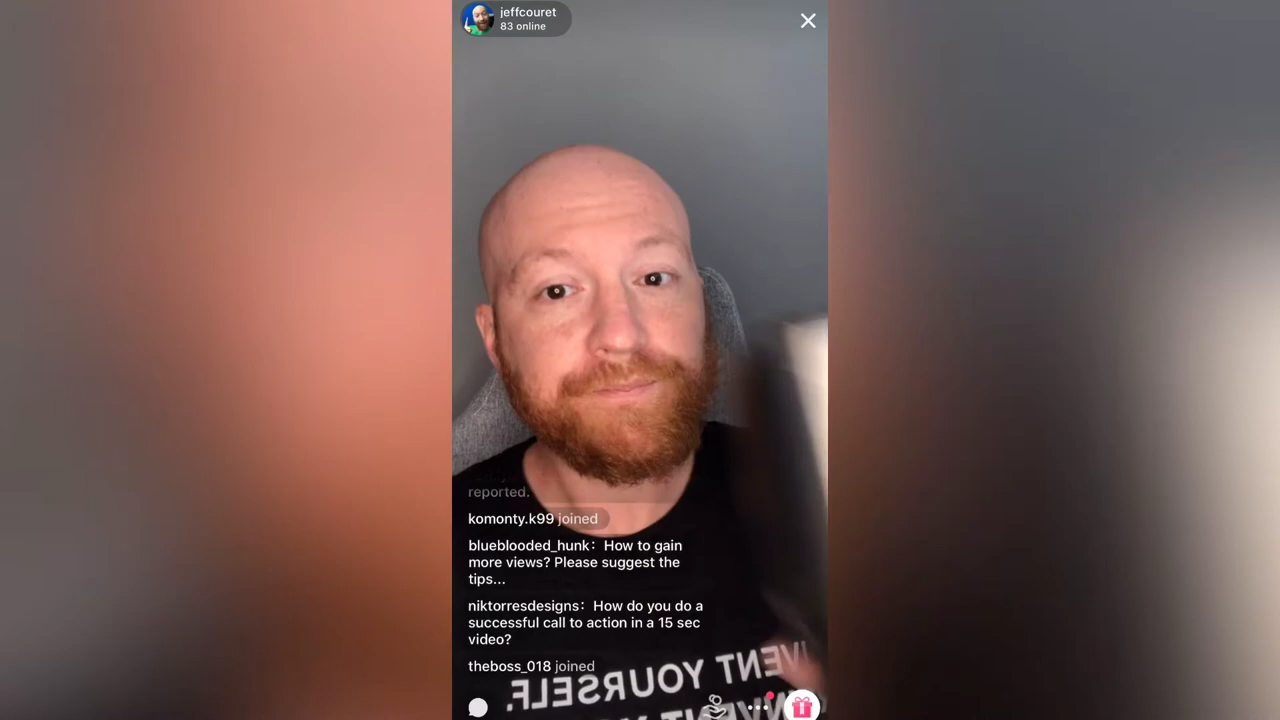 jeffcouret
83 online
reported.
komonty.k99 joined
blueblooded_hunk: How to gain
more views? Please suggest the
tips...
niktorresdesigns: How do you do a
successful call to action in a 15 sec
video?
theboss_018 joined
VENT YOURSELF.